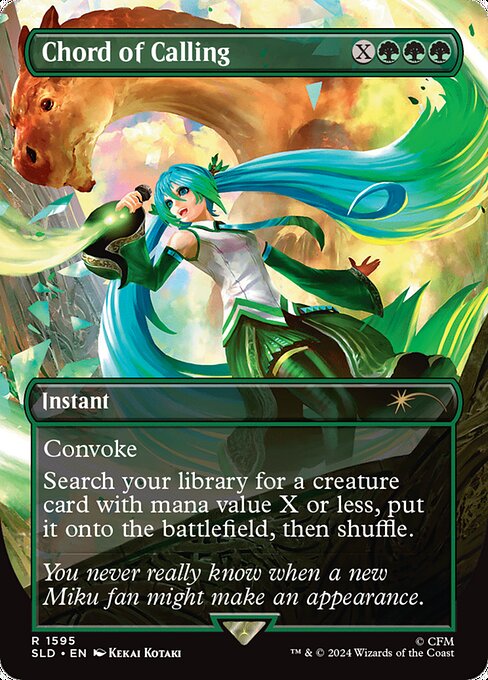 Chord of Calling X
Instant
Convoke
Search your library for a creature
card with mana value X or less, put
it onto the battlefield, then shuffle.
You never really know when a new
Miku fan might make an appearance.
R 1595 © CFM
SLD • EN Kekai Kotaki ™ & © 2024 Wizards of the Coast